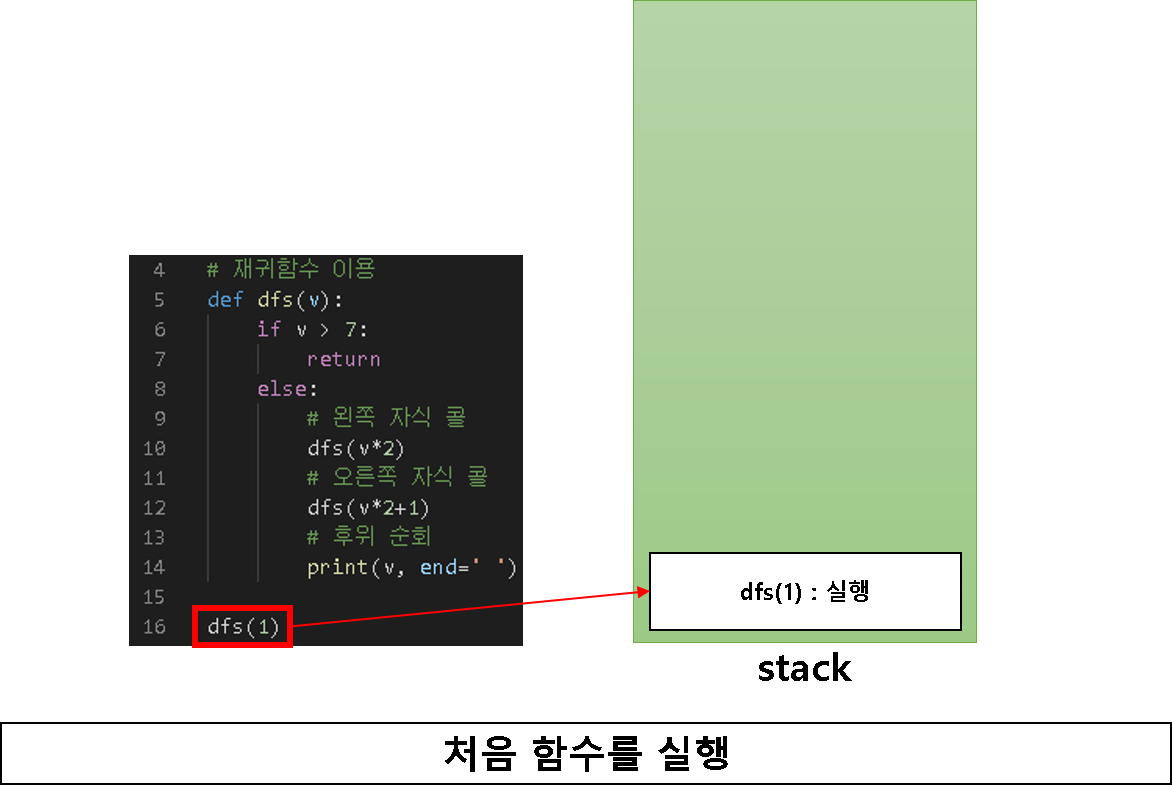 4 # 재귀함수 이용
5 def dfs(v):
6 if v > 7:
7 return
8 else:
9 # 왼쪽 자식 콜
10 dfs(v*2)
11 # 오른쪽 자식 콜
12 dfs(v*2+1)
13 # 후위 순회
14 print(v, end=' ')
15
16 dfs(1)
dfs(1) : 실행
stack
처음 함수를 실행